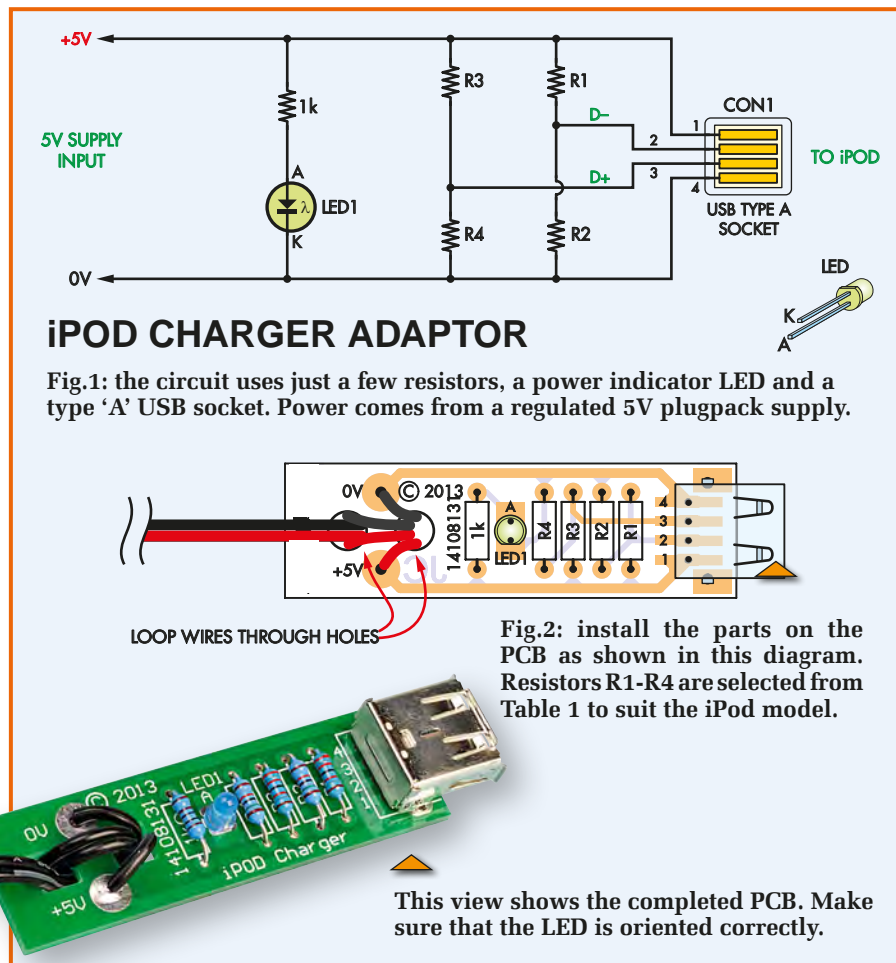 +5V
R3
R1
1k
CON1
D–
1
2
5V SUPPLY
INPUT
TO iPOD
A
λ
LED1
D+
3
4
K
R4
R2
USB TYPE A
SOCKET
0V
LED
K
A
iPOD CHARGER ADAPTOR
Fig.1: the circuit uses just a few resistors, a power indicator LED and a
type ‘A’ USB socket. Power comes from a regulated 5V plugpack supply.
0V
© 2013
14108131
1k
A
LED1
R4
R3
R2
R1
4
3
2
1
+5V
JC
LOOP WIRES THROUGH HOLES
Fig.2: install the parts on the
PCB as shown in this diagram.
Resistors R1-R4 are selected from
Table 1 to suit the iPod model.
© 2013
0V
14108131
LED1
A
4 3 2 1
iPOD Charger
+5V
This view shows the completed PCB. Make
sure that the LED is oriented correctly.